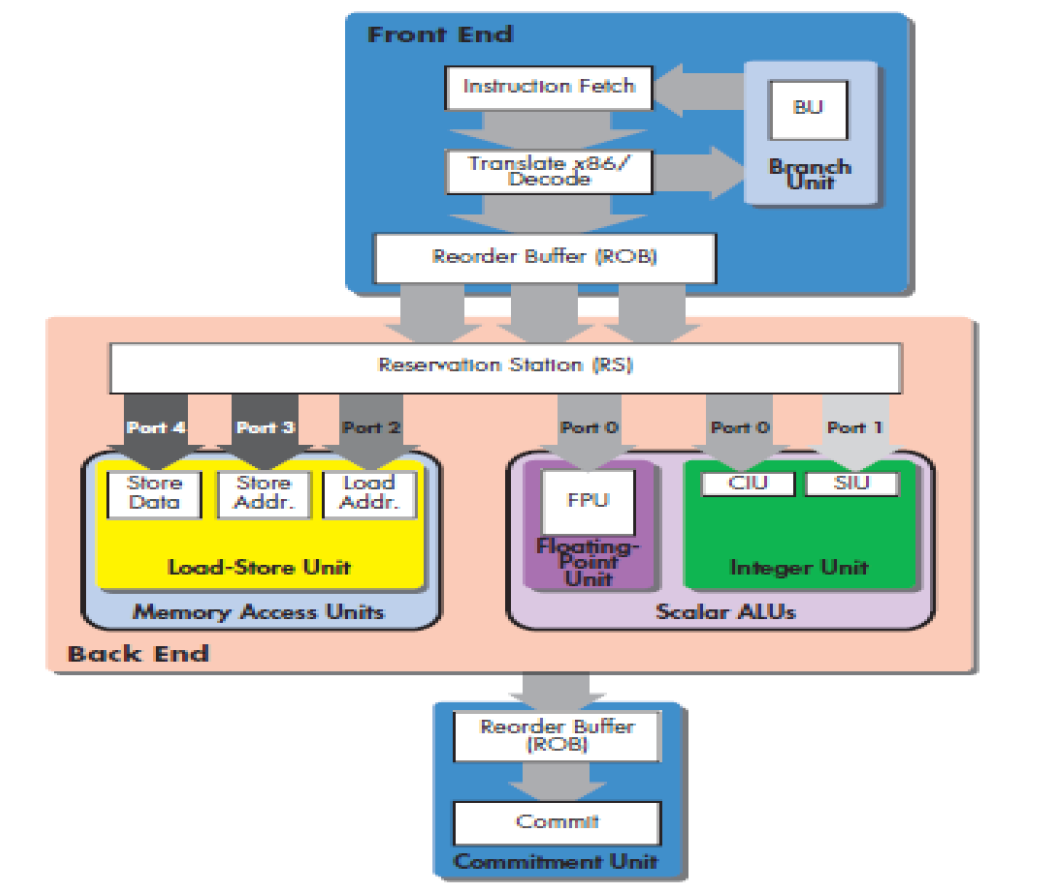 Front End
Instruction Fetch
BU
Translate x86/
Decode
Branch
Unit
Reorder Buffer (ROB)
Reservation Station (RS)
Port 4
Port 3
Port 2
Port 0
Port 0
Port 1
Store
Data
Store
Addr.
Load
Addr.
FPU
CIU
SIU
Floating-
Point
Unit
Load-Store Unit
Integer Unit
Memory Access Units
Scalar ALUs
Back End
Reorder Buffer
(ROB)
Commit
Commitment Unit